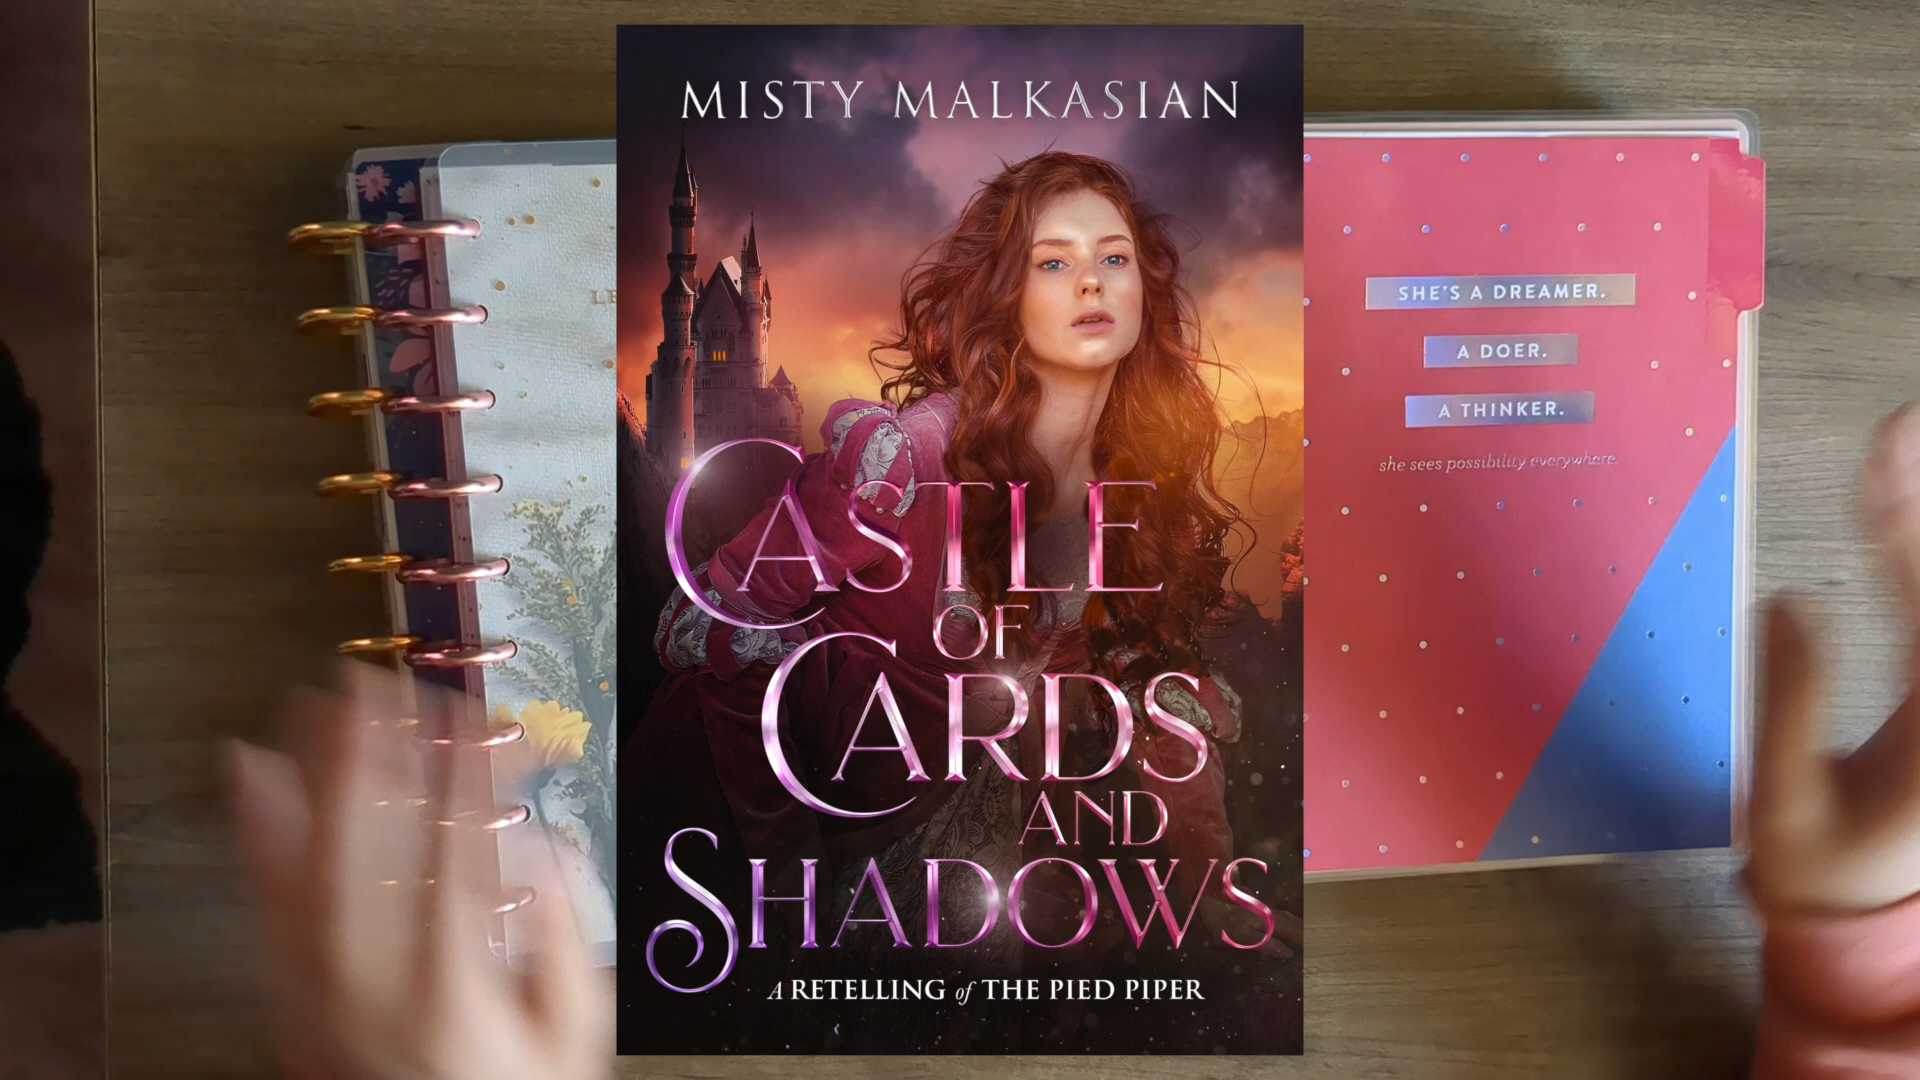 MISTY MALKASIAN
CASTLE
OF
CARDS
AND
SHADOWS
A RETELLING of THE PIED PIPER
LE
SHE'S A DREAMER.
A DOER.
A THINKER.
she sees possibility everywhere.